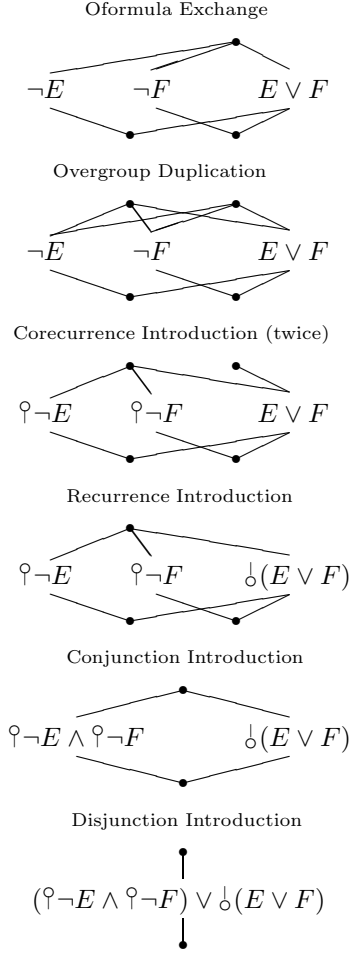 Oformula Exchange
¬E ¬F E ∨ F
Overgroup Duplication
¬E ¬F E ∨ F
Corecurrence Introduction (twice)
⫯¬E ⫯¬F E ∨ F
Recurrence Introduction
⫯¬E ⫯¬F ⫰(E ∨ F)
Conjunction Introduction
⫯¬E ∧ ⫯¬F ⫰(E ∨ F)
Disjunction Introduction
(⫯¬E ∧ ⫯¬F) ∨ ⫰(E ∨ F)